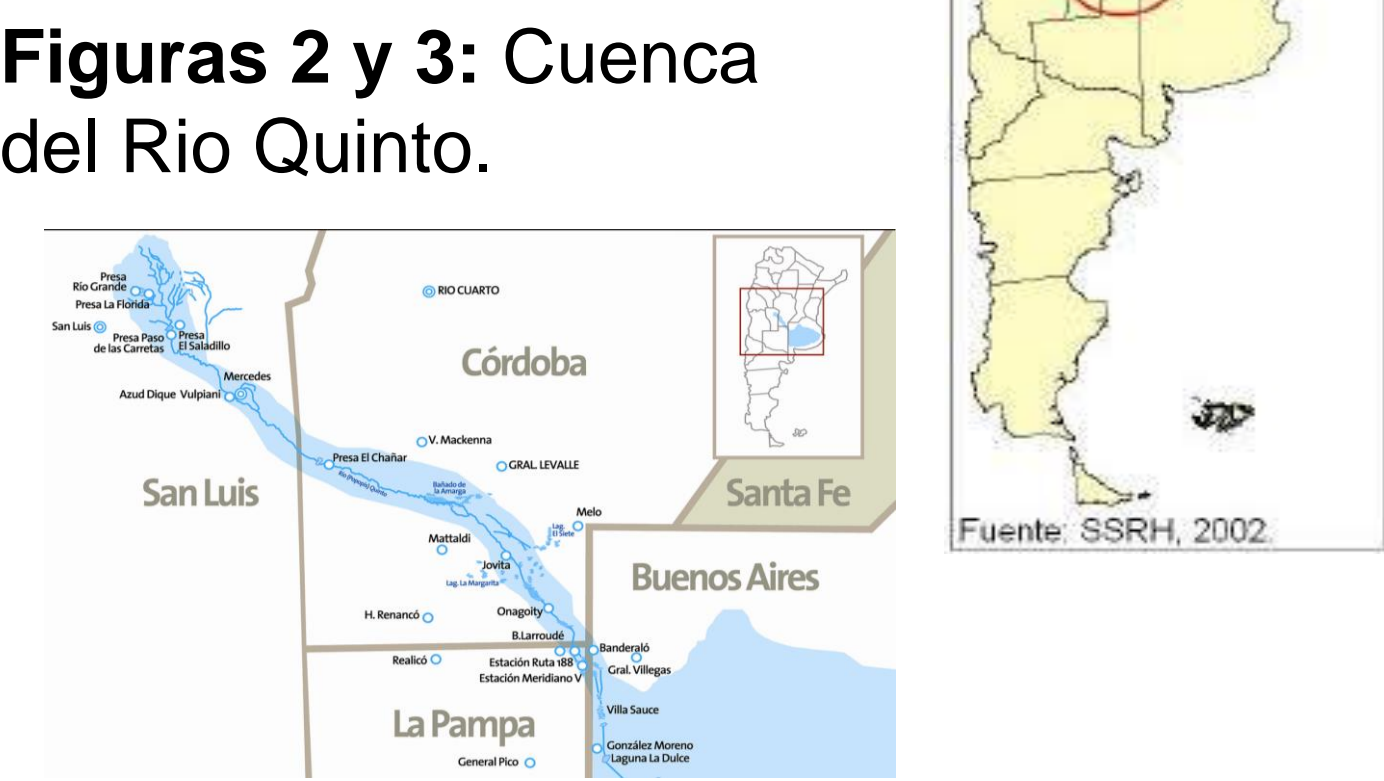 Figuras 2 y 3: Cuenca
del Rio Quinto.
Presa
Río Grande
Presa La Florida
San Luis
Presa Paso
de las Carretas
Presa
El Saladillo
Mercedes
Azud Dique Vulpiani
RIO CUARTO
Córdoba
V. Mackenna
GRAL. LEVALLE
Presa El Chañar
Río (Popopis) Quinto
Bañado de
la Amarga
San Luis
Santa Fe
Melo
Lag.
El Siete
Mattaldi
Jovita
Lag. La Margarita
Buenos Aires
H. Renancó
Onagoity
B.Larroudé
Banderaló
Realicó
Estación Ruta 188
Estación Meridiano V
Gral. Villegas
Villa Sauce
La Pampa
González Moreno
Laguna La Dulce
General Pico
Fuente: SSRH, 2002.